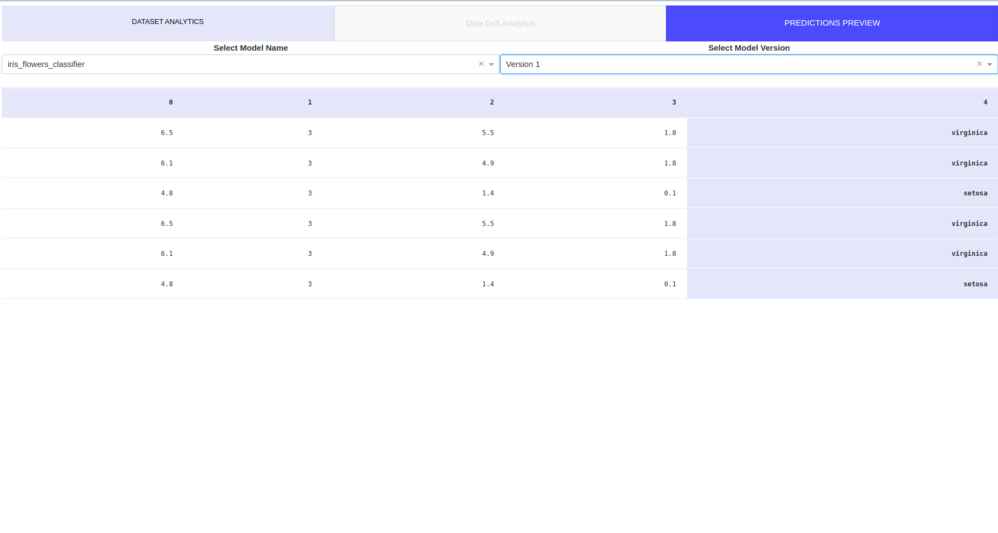 DATASET ANALYTICS Data Drift Analytics PREDICTIONS PREVIEW
Select Model Name Select Model Version
iris_flowers_classifier × Version 1 ×
0 1 2 3 4
6.5 3 5.5 1.8 virginica
6.1 3 4.9 1.8 virginica
4.8 3 1.4 0.1 setosa
6.5 3 5.5 1.8 virginica
6.1 3 4.9 1.8 virginica
4.8 3 1.4 0.1 setosa